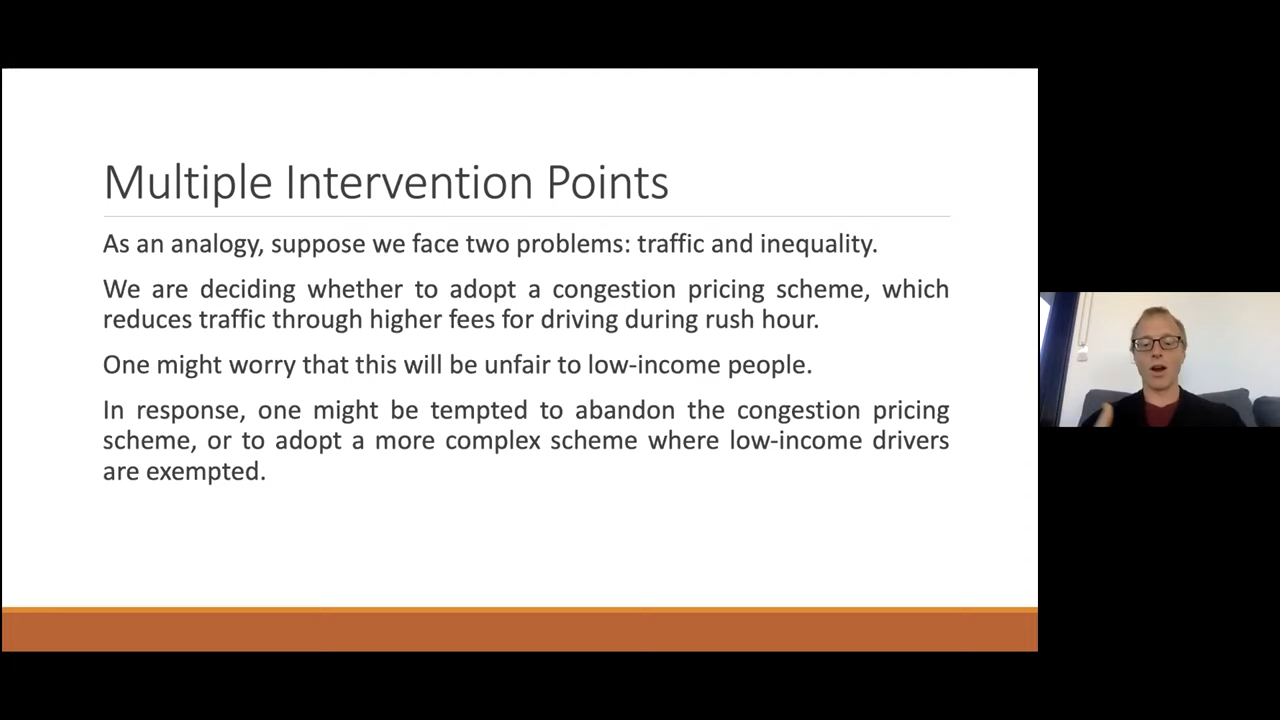 Multiple Intervention Points
As an analogy, suppose we face two problems: traffic and inequality.
We are deciding whether to adopt a congestion pricing scheme, which
reduces traffic through higher fees for driving during rush hour.
One might worry that this will be unfair to low-income people.
In response, one might be tempted to abandon the congestion pricing
scheme, or to adopt a more complex scheme where low-income drivers
are exempted.